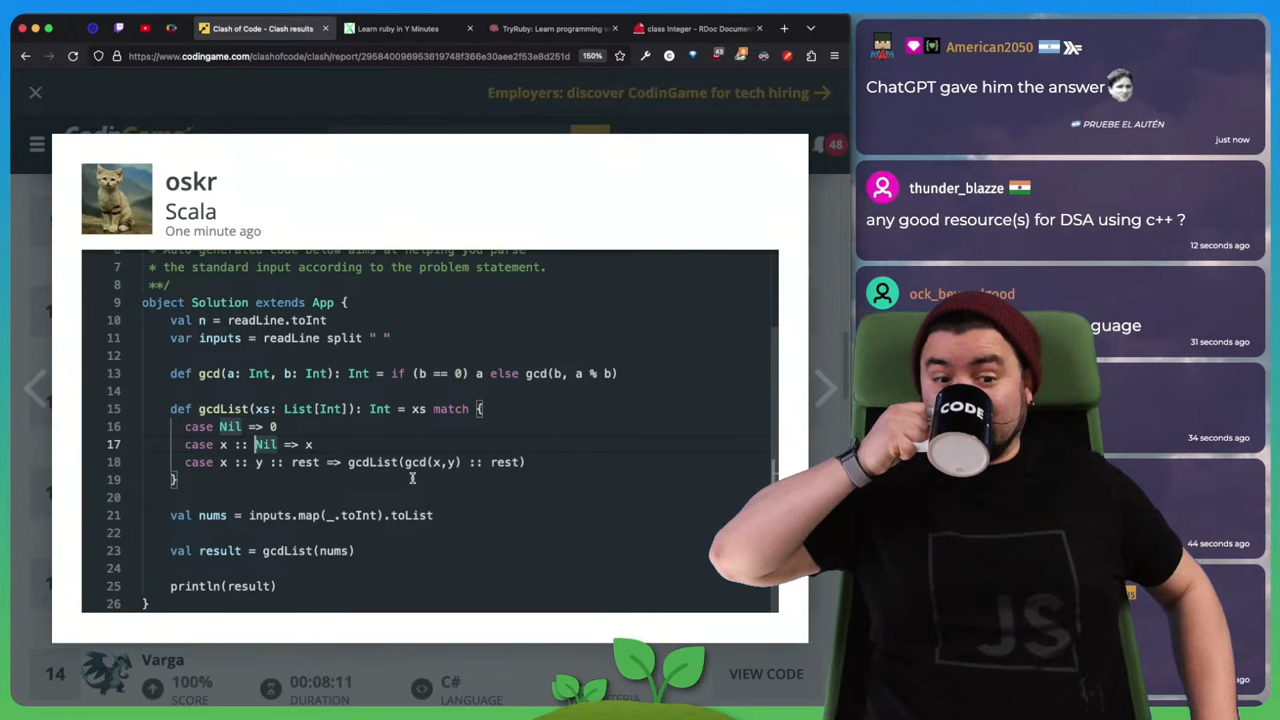 Clash of Code - Clash results
Learn ruby in Y Minutes
TryRuby: Learn programming
class Integer - RDoc Document
https://www.codingame.com/clashofcode/clash/report/295840096536368e30aee2f53e8d251d
150%
43
Employers: discover CodinGame for tech hiring
48
oskr
Scala
One minute ago
7 * the standard input according to the problem statement.
8 **/
9 object Solution extends App {
10 val n = readLine.toInt
11 var inputs = readLine split " "
12
13 def gcd(a: Int, b: Int): Int = if (b == 0) a else gcd(b, a % b)
14
15 def gcdList(xs: List[Int]): Int = xs match {
16 case Nil => 0
17 case x :: Nil => x
18 case x :: y :: rest => gcdList(gcd(x,y) :: rest)
19 }
20
21 val nums = inputs.map(_.toInt).toList
22
23 val result = gcdList(nums)
24
25 println(result)
26 }
14
Varga
100%
SCORE
00:08:11
DURATION
C#
LANGUAGE
VIEW CODE
American2050
ChatGPT gave him the answer
PRUEBE EL AUTÉN
just now
thunder_blazze
any good resource(s) for DSA using c++ ?
12 seconds ago
31 seconds ago
34 seconds ago
44 seconds ago
CODE
JS